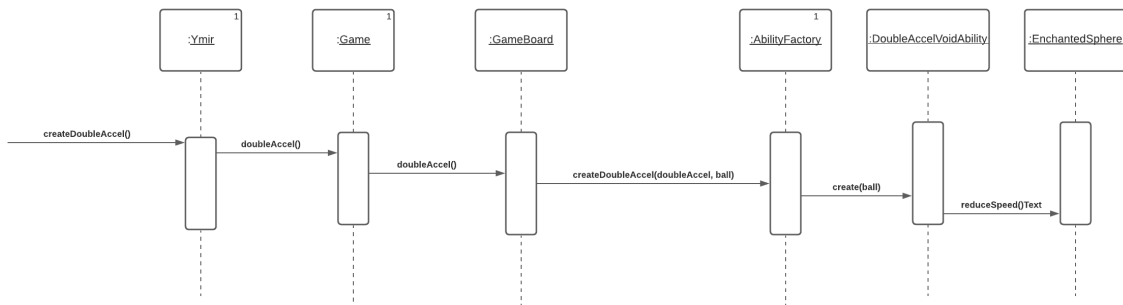 1
:Ymir
1
:Game
:GameBoard
1
:AbilityFactory
:DoubleAccelVoidAbility
:EnchantedSphere
createDoubleAccel()
doubleAccel()
doubleAccel()
createDoubleAccel(doubleAccel, ball)
create(ball)
reduceSpeed()Text